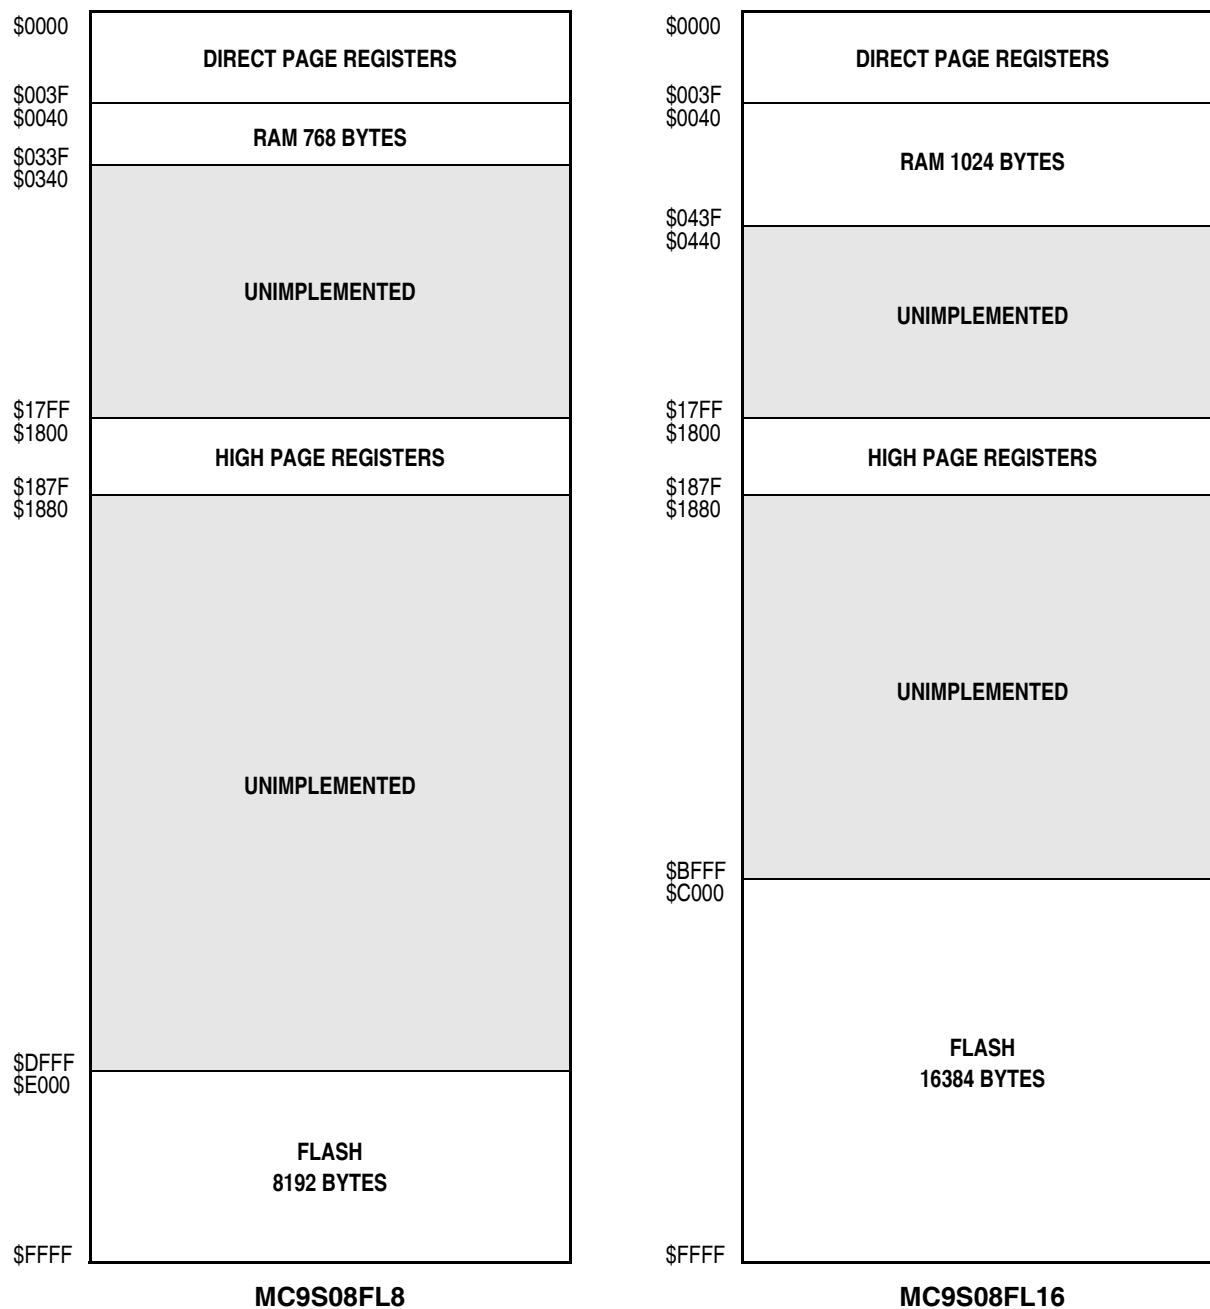 $0000
DIRECT PAGE REGISTERS
$003F
$0040
RAM 768 BYTES
$033F
$0340
UNIMPLEMENTED
$17FF
$1800
HIGH PAGE REGISTERS
$187F
$1880
UNIMPLEMENTED
$DFFF
$E000
FLASH
8192 BYTES
$FFFF
MC9S08FL8
$0000
DIRECT PAGE REGISTERS
$003F
$0040
RAM 1024 BYTES
$043F
$0440
UNIMPLEMENTED
$17FF
$1800
HIGH PAGE REGISTERS
$187F
$1880
UNIMPLEMENTED
$BFFF
$C000
FLASH
16384 BYTES
$FFFF
MC9S08FL16